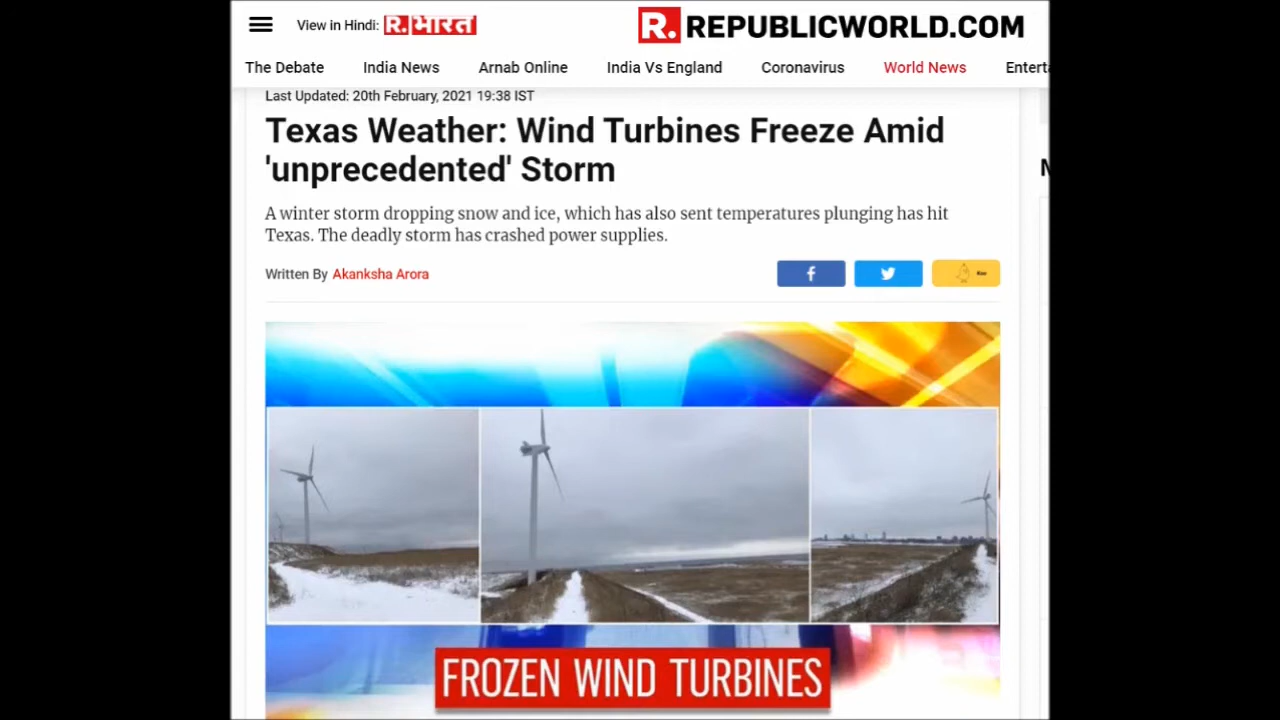 View in Hindi: R.भारत
R. REPUBLICWORLD.COM
The Debate India News Arnab Online India Vs England Coronavirus World News Enterta
Last Updated: 20th February, 2021 19:38 IST
Texas Weather: Wind Turbines Freeze Amid
'unprecedented' Storm
A winter storm dropping snow and ice, which has also sent temperatures plunging has hit
Texas. The deadly storm has crashed power supplies.
Written By Akanksha Arora
FROZEN WIND TURBINES